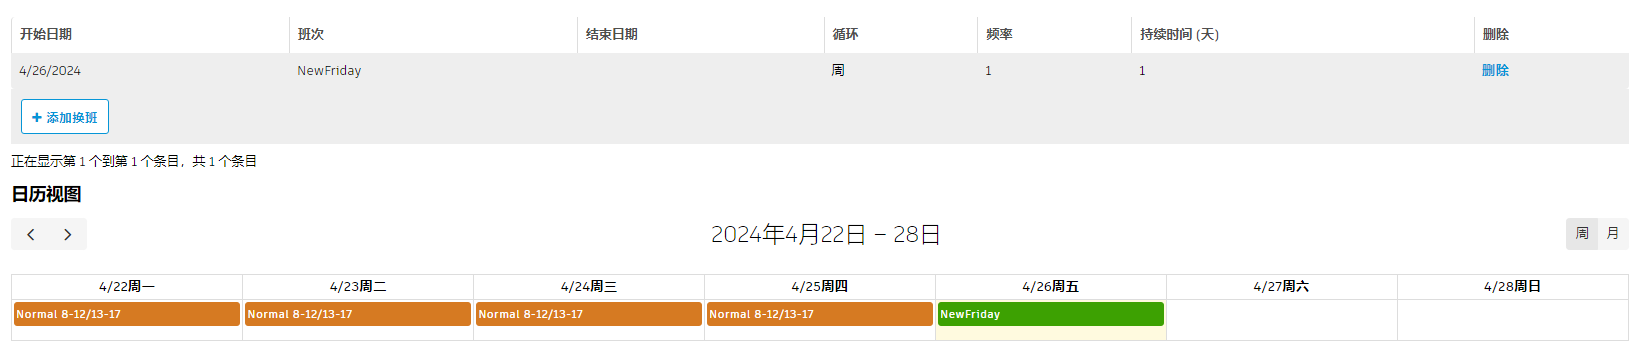 开始日期 班次 结束日期 循环 频率 持续时间 (天) 删除
4/26/2024 NewFriday 周 1 1 删除
+ 添加换班
正在显示第 1 个到第 1 个条目，共 1 个条目
日历视图
2024年4月22日 – 28日 周 月
4/22周一 4/23周二 4/24周三 4/25周四 4/26周五 4/27周六 4/28周日
Normal 8-12/13-17 Normal 8-12/13-17 Normal 8-12/13-17 Normal 8-12/13-17 NewFriday